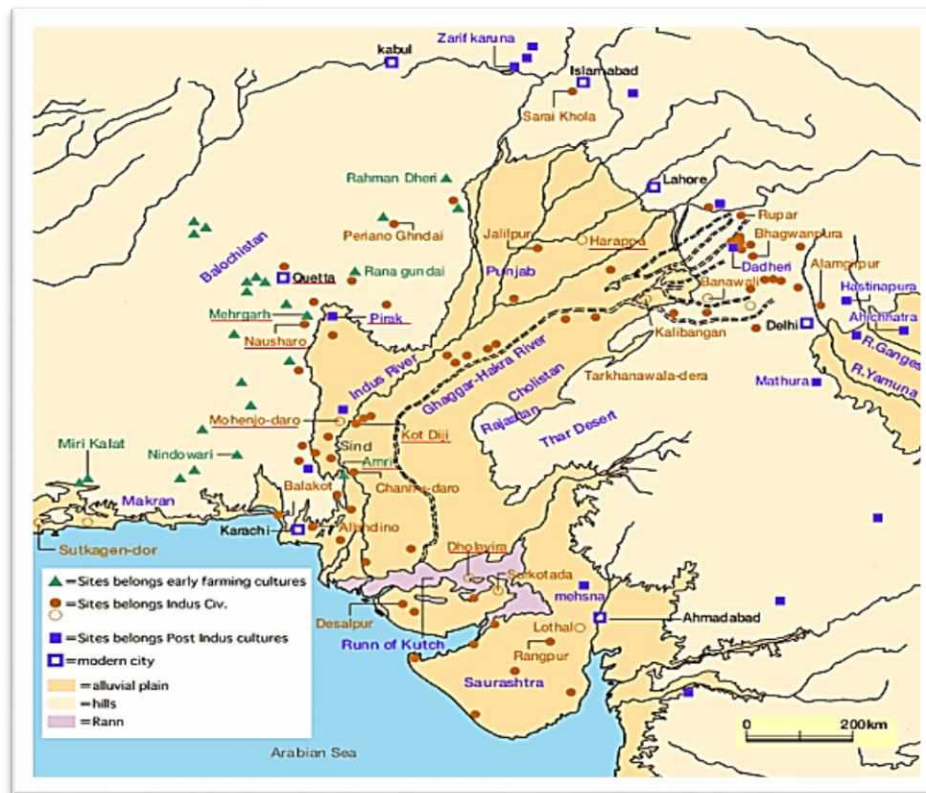 Zarif karuna
kabul
Islamabad
Sarai Khola
Rahman Dheri
Lahore
Periano Ghndai
Jalilpur
Harappa
Rupar
Bhagwanpura
Balochistan
Rana gundai
Quetta
Punjab
Dadheri
Alamgirpur
Banawali
Hastinapura
Mehrgarh
Pirak
Ahichhatra
Nausharo
Kalibangan
Delhi
R.Ganges
Indus River
Ghaggar-Hakra River
Cholistan
Tarkhanawala-dera
R.Yamuna
Mathura
Rajastan
Mohenjo-daro
Kot Diji
Thar Desert
Miri Kalat
Nindowari
Sind
Amri
Makran
Balakot
Karachi
Allahdino
Sutkagen-dor
Dholavira
Surkotada
mehsna
▲=Sites belongs early farming cultures
=Sites belongs Indus Civ.
Desalpur
Ahmadabad
■=Sites belongs Post Indus cultures
Runn of Kutch
Lothal
=modern city
Rangpur
=alluvial plain
Saurashtra
=hills
=Rann
0 200km
Arabian Sea